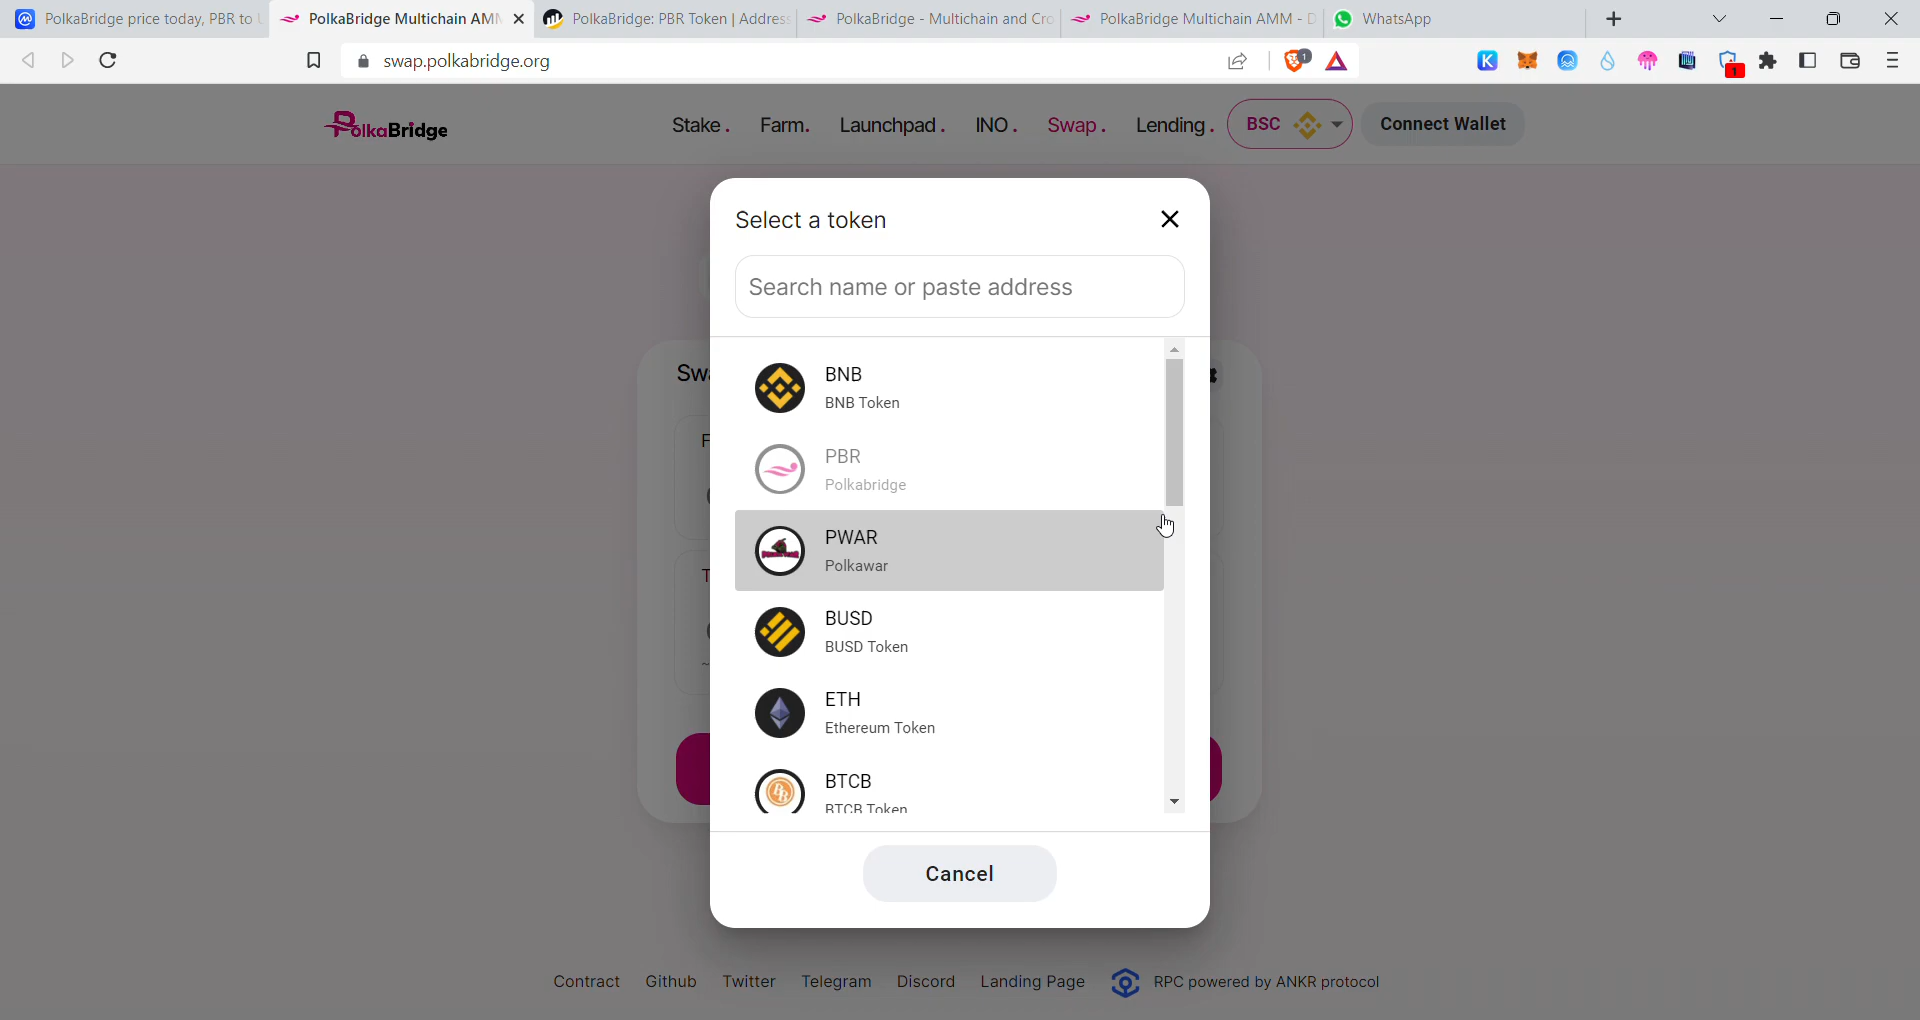 PolkaBridge price today, PBR to U
PolkaBridge Multichain AMM
PolkaBridge: PBR Token | Address
PolkaBridge - Multichain and Cro
PolkaBridge Multichain AMM - D
WhatsApp
swap.polkabridge.org
1
1
PolkaBridge
Stake .
Farm.
Launchpad .
INO .
Swap .
Lending .
BSC
Connect Wallet
Select a token
Search name or paste address
BNB
BNB Token
PBR
Polkabridge
PWAR
Polkawar
BUSD
BUSD Token
ETH
Ethereum Token
BTCB
BTCB Token
Cancel
Contract Github Twitter Telegram Discord Landing Page RPC powered by ANKR protocol